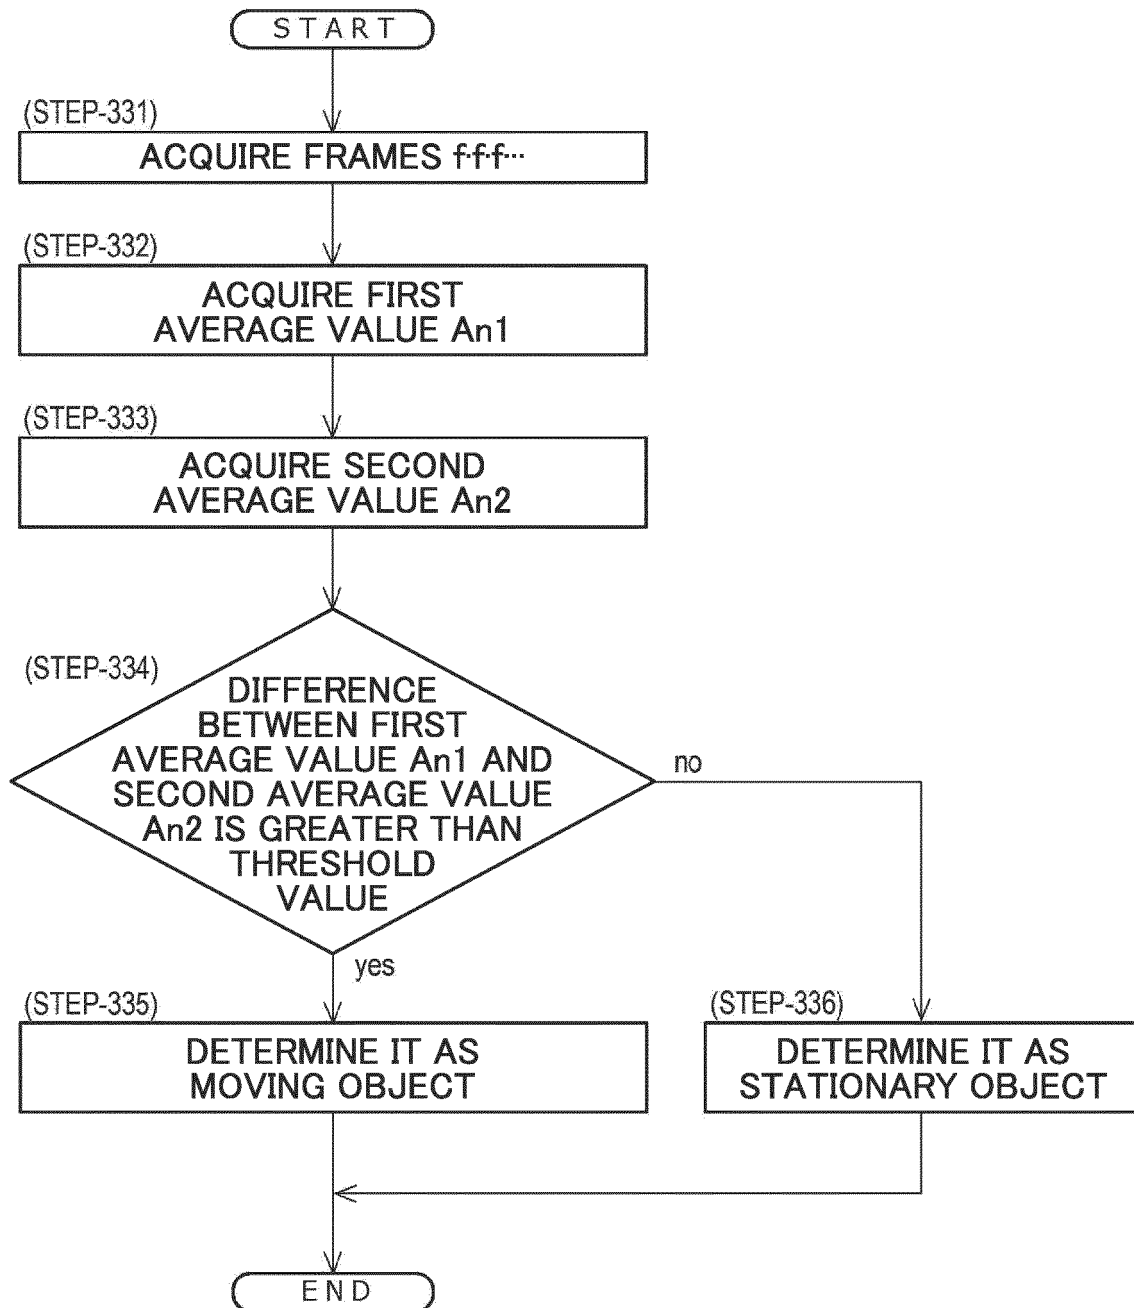 START
(STEP-331)
ACQUIRE FRAMES f·f·f···
(STEP-332)
ACQUIRE FIRST
AVERAGE VALUE An1
(STEP-333)
ACQUIRE SECOND
AVERAGE VALUE An2
(STEP-334)
DIFFERENCE
BETWEEN FIRST
AVERAGE VALUE An1 AND
SECOND AVERAGE VALUE
An2 IS GREATER THAN
THRESHOLD
VALUE
no
yes
(STEP-335)
DETERMINE IT AS
MOVING OBJECT
(STEP-336)
DETERMINE IT AS
STATIONARY OBJECT
END